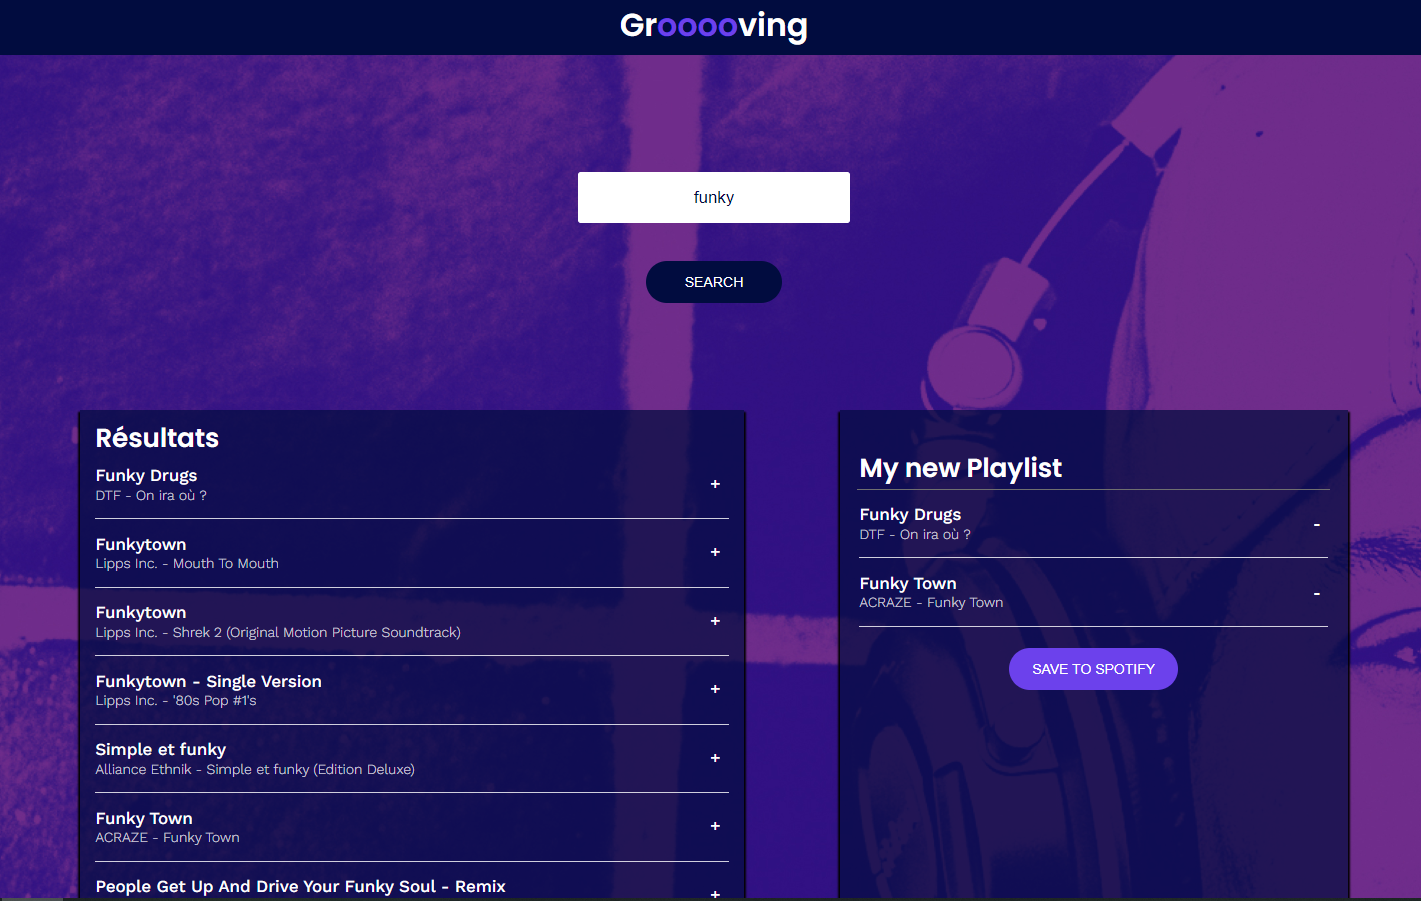 Grooooving
funky
SEARCH
Résultats
Funky Drugs
DTF - On ira où ?
+
Funkytown
Lipps Inc. - Mouth To Mouth
+
Funkytown
Lipps Inc. - Shrek 2 (Original Motion Picture Soundtrack)
+
Funkytown - Single Version
Lipps Inc. - '80s Pop #1's
+
Simple et funky
Alliance Ethnik - Simple et funky (Edition Deluxe)
+
Funky Town
ACRAZE - Funky Town
+
People Get Up And Drive Your Funky Soul - Remix
+
My new Playlist
Funky Drugs
DTF - On ira où ?
-
Funky Town
ACRAZE - Funky Town
-
SAVE TO SPOTIFY